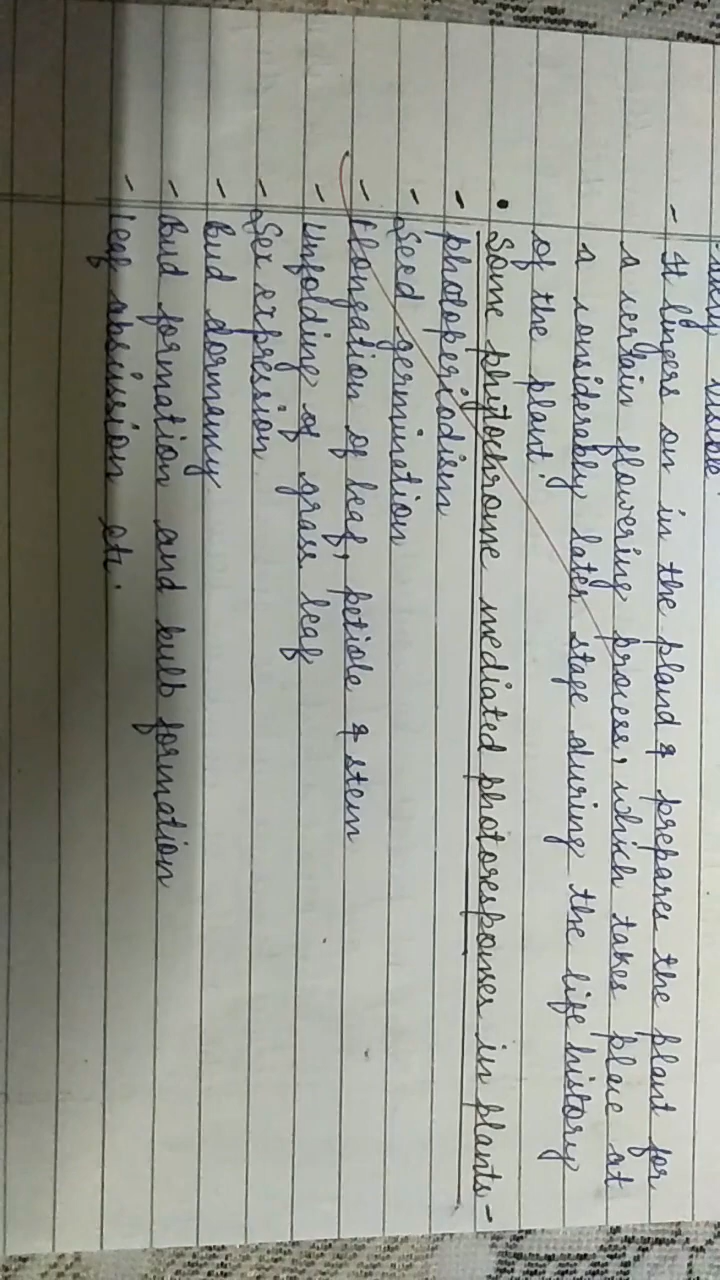 - It lingers on in the pland & prepares the plant for
a certain flowering process, which takes place at
a considerably later stage during the life history
of the plant.
• Some phytochrome mediated photoresponses in plants-
- photoperiodism
- Seed germination
- Elongation of leaf, petiole & stem
- Unfolding of grass leaf
- Sex expression
- Bud dormancy
- Bud formation and bulb formation
- Leaf abscission etc.